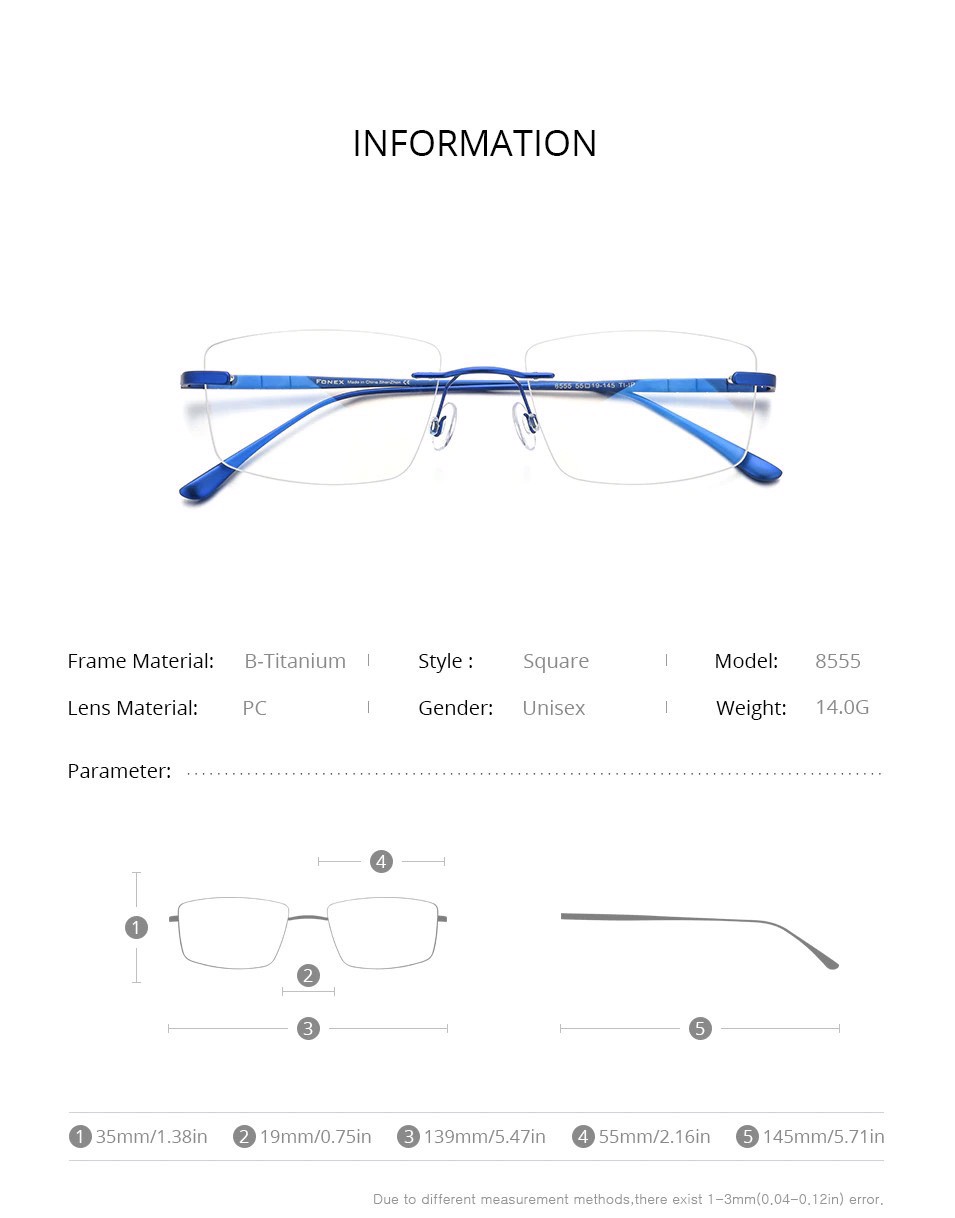 INFORMATION
FONEX Made in China ShenZhen CE
8555 55□19-145 TI-IP
Frame Material: B-Titanium | Style : Square | Model: 8555
Lens Material: PC | Gender: Unisex | Weight: 14.0G
Parameter:
4
1
2
3 5
1 35mm/1.38in 2 19mm/0.75in 3 139mm/5.47in 4 55mm/2.16in 5 145mm/5.71in
Due to different measurement methods,there exist 1-3mm(0.04-0.12in) error.